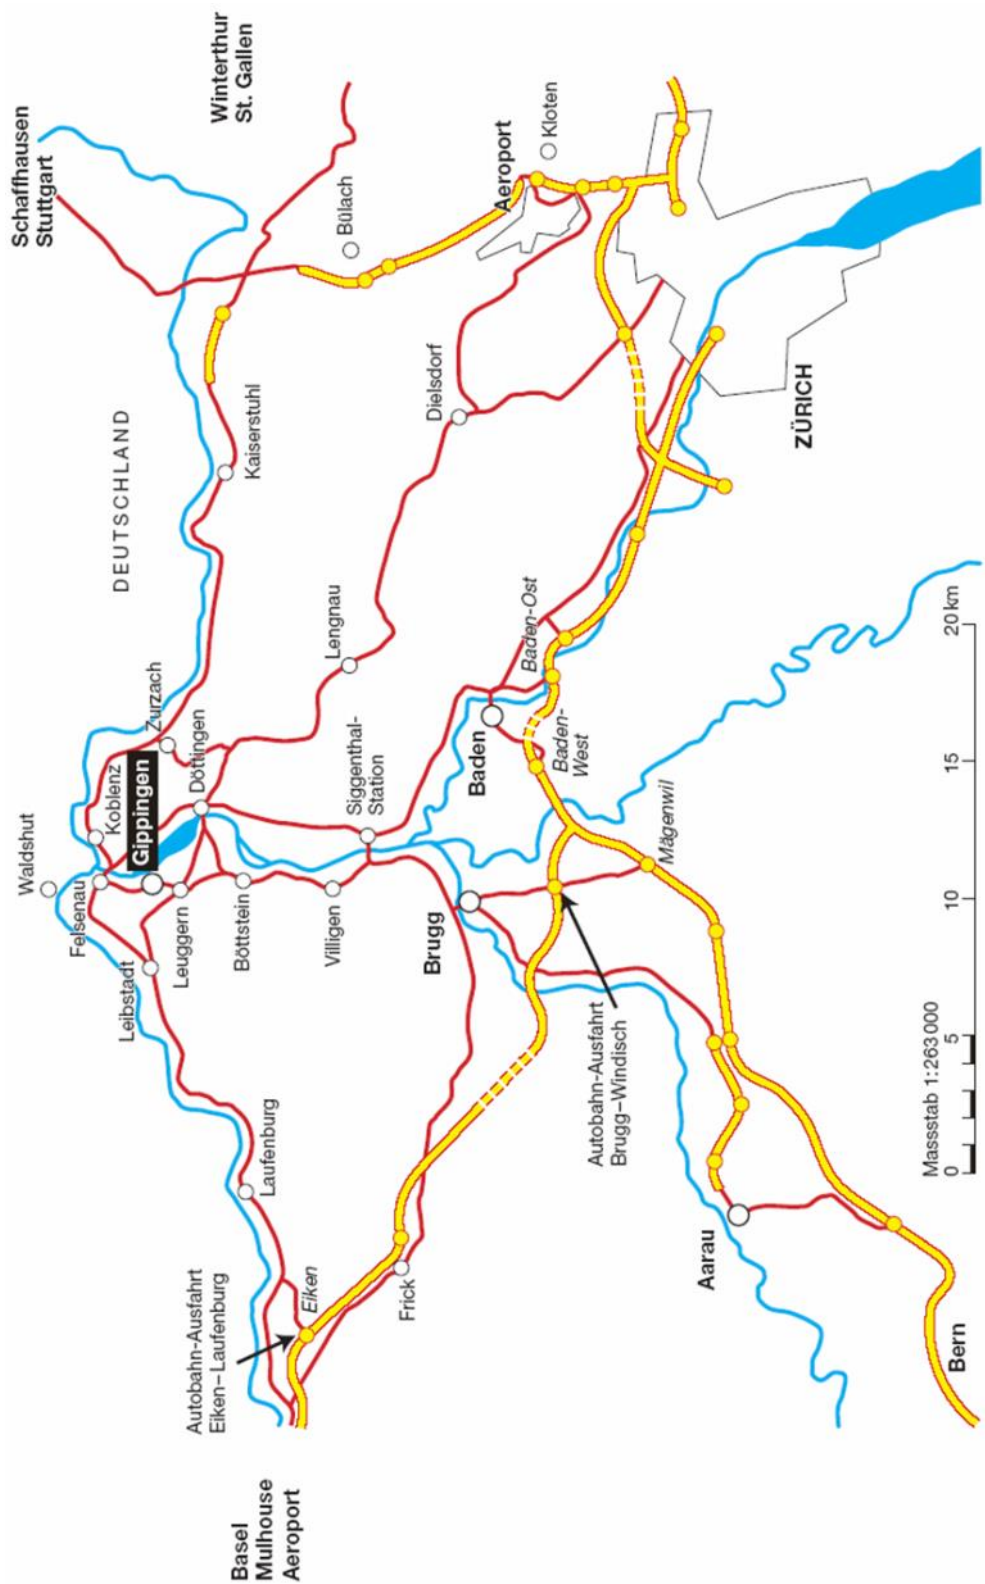 Schaffhausen
Stuttgart
Winterthur
St. Gallen
Bülach
Aeroport
Kloten
DEUTSCHLAND
Kaiserstuhl
Dielsdorf
ZÜRICH
Waldshut
Koblenz
Zurzach
Gippingen
Döttingen
Lengnau
Felsenau
Leibstadt
Leuggern
Böttstein
Villigen
Siggenthal-
Station
Baden
Baden-Ost
Baden-
West
Brugg
Mägenwil
Laufenburg
Autobahn-Ausfahrt
Eiken–Laufenburg
Eiken
Frick
Autobahn-Ausfahrt
Brugg–Windisch
Aarau
Bern
Basel
Mulhouse
Aeroport
Massstab 1:263 000
0 5 10 15 20 km